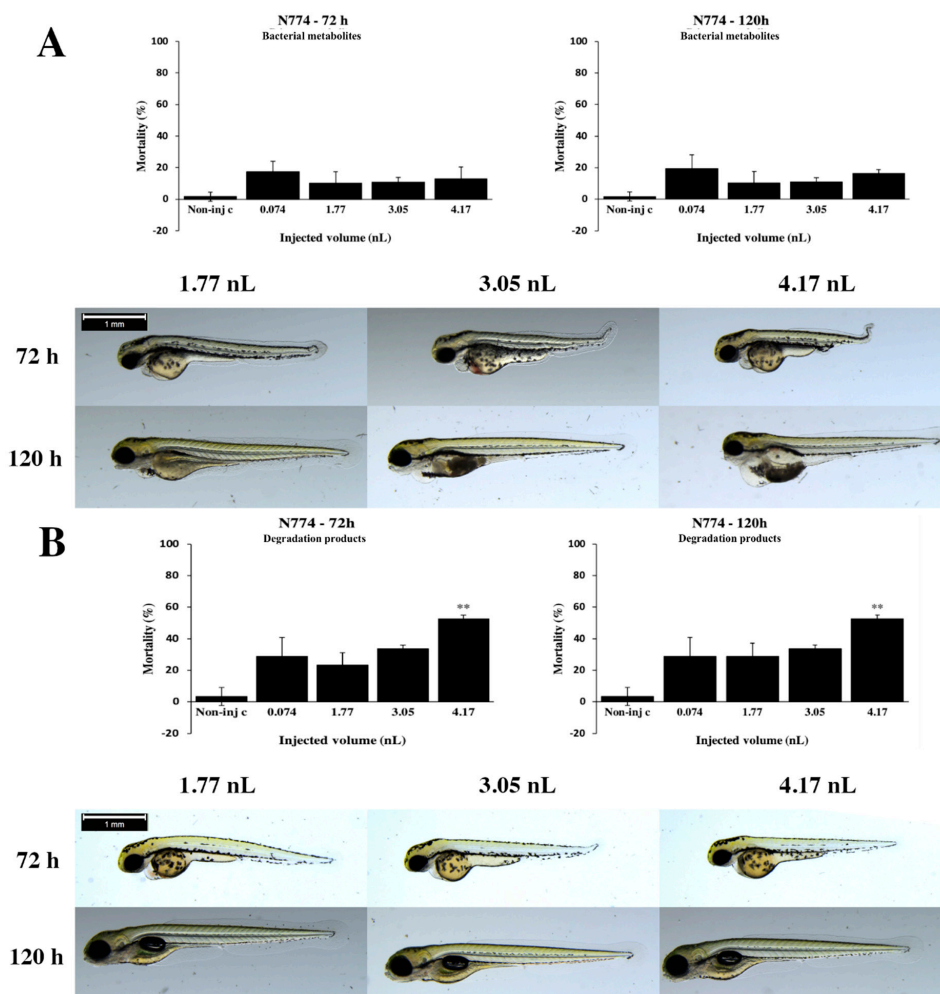 A
N774 - 72 h
Bacterial metabolites
100
80
60
40
20
0
-20
Mortality (%)
Non-inj c 0.074 1.77 3.05 4.17
Injected volume (nL)
N774 - 120h
Bacterial metabolites
100
80
60
40
20
0
-20
Mortality (%)
Non-inj c 0.074 1.77 3.05 4.17
Injected volume (nL)
1.77 nL 3.05 nL 4.17 nL
1 mm
72 h
120 h
B
N774 - 72h
Degradation products
100
80
60
40
20
0
-20
Mortality (%)
**
Non-inj c 0.074 1.77 3.05 4.17
Injected volume (nL)
N774 - 120h
Degradation products
100
80
60
40
20
0
-20
Mortality (%)
**
Non-inj c 0.074 1.77 3.05 4.17
Injected volume (nL)
1.77 nL 3.05 nL 4.17 nL
1 mm
72 h
120 h